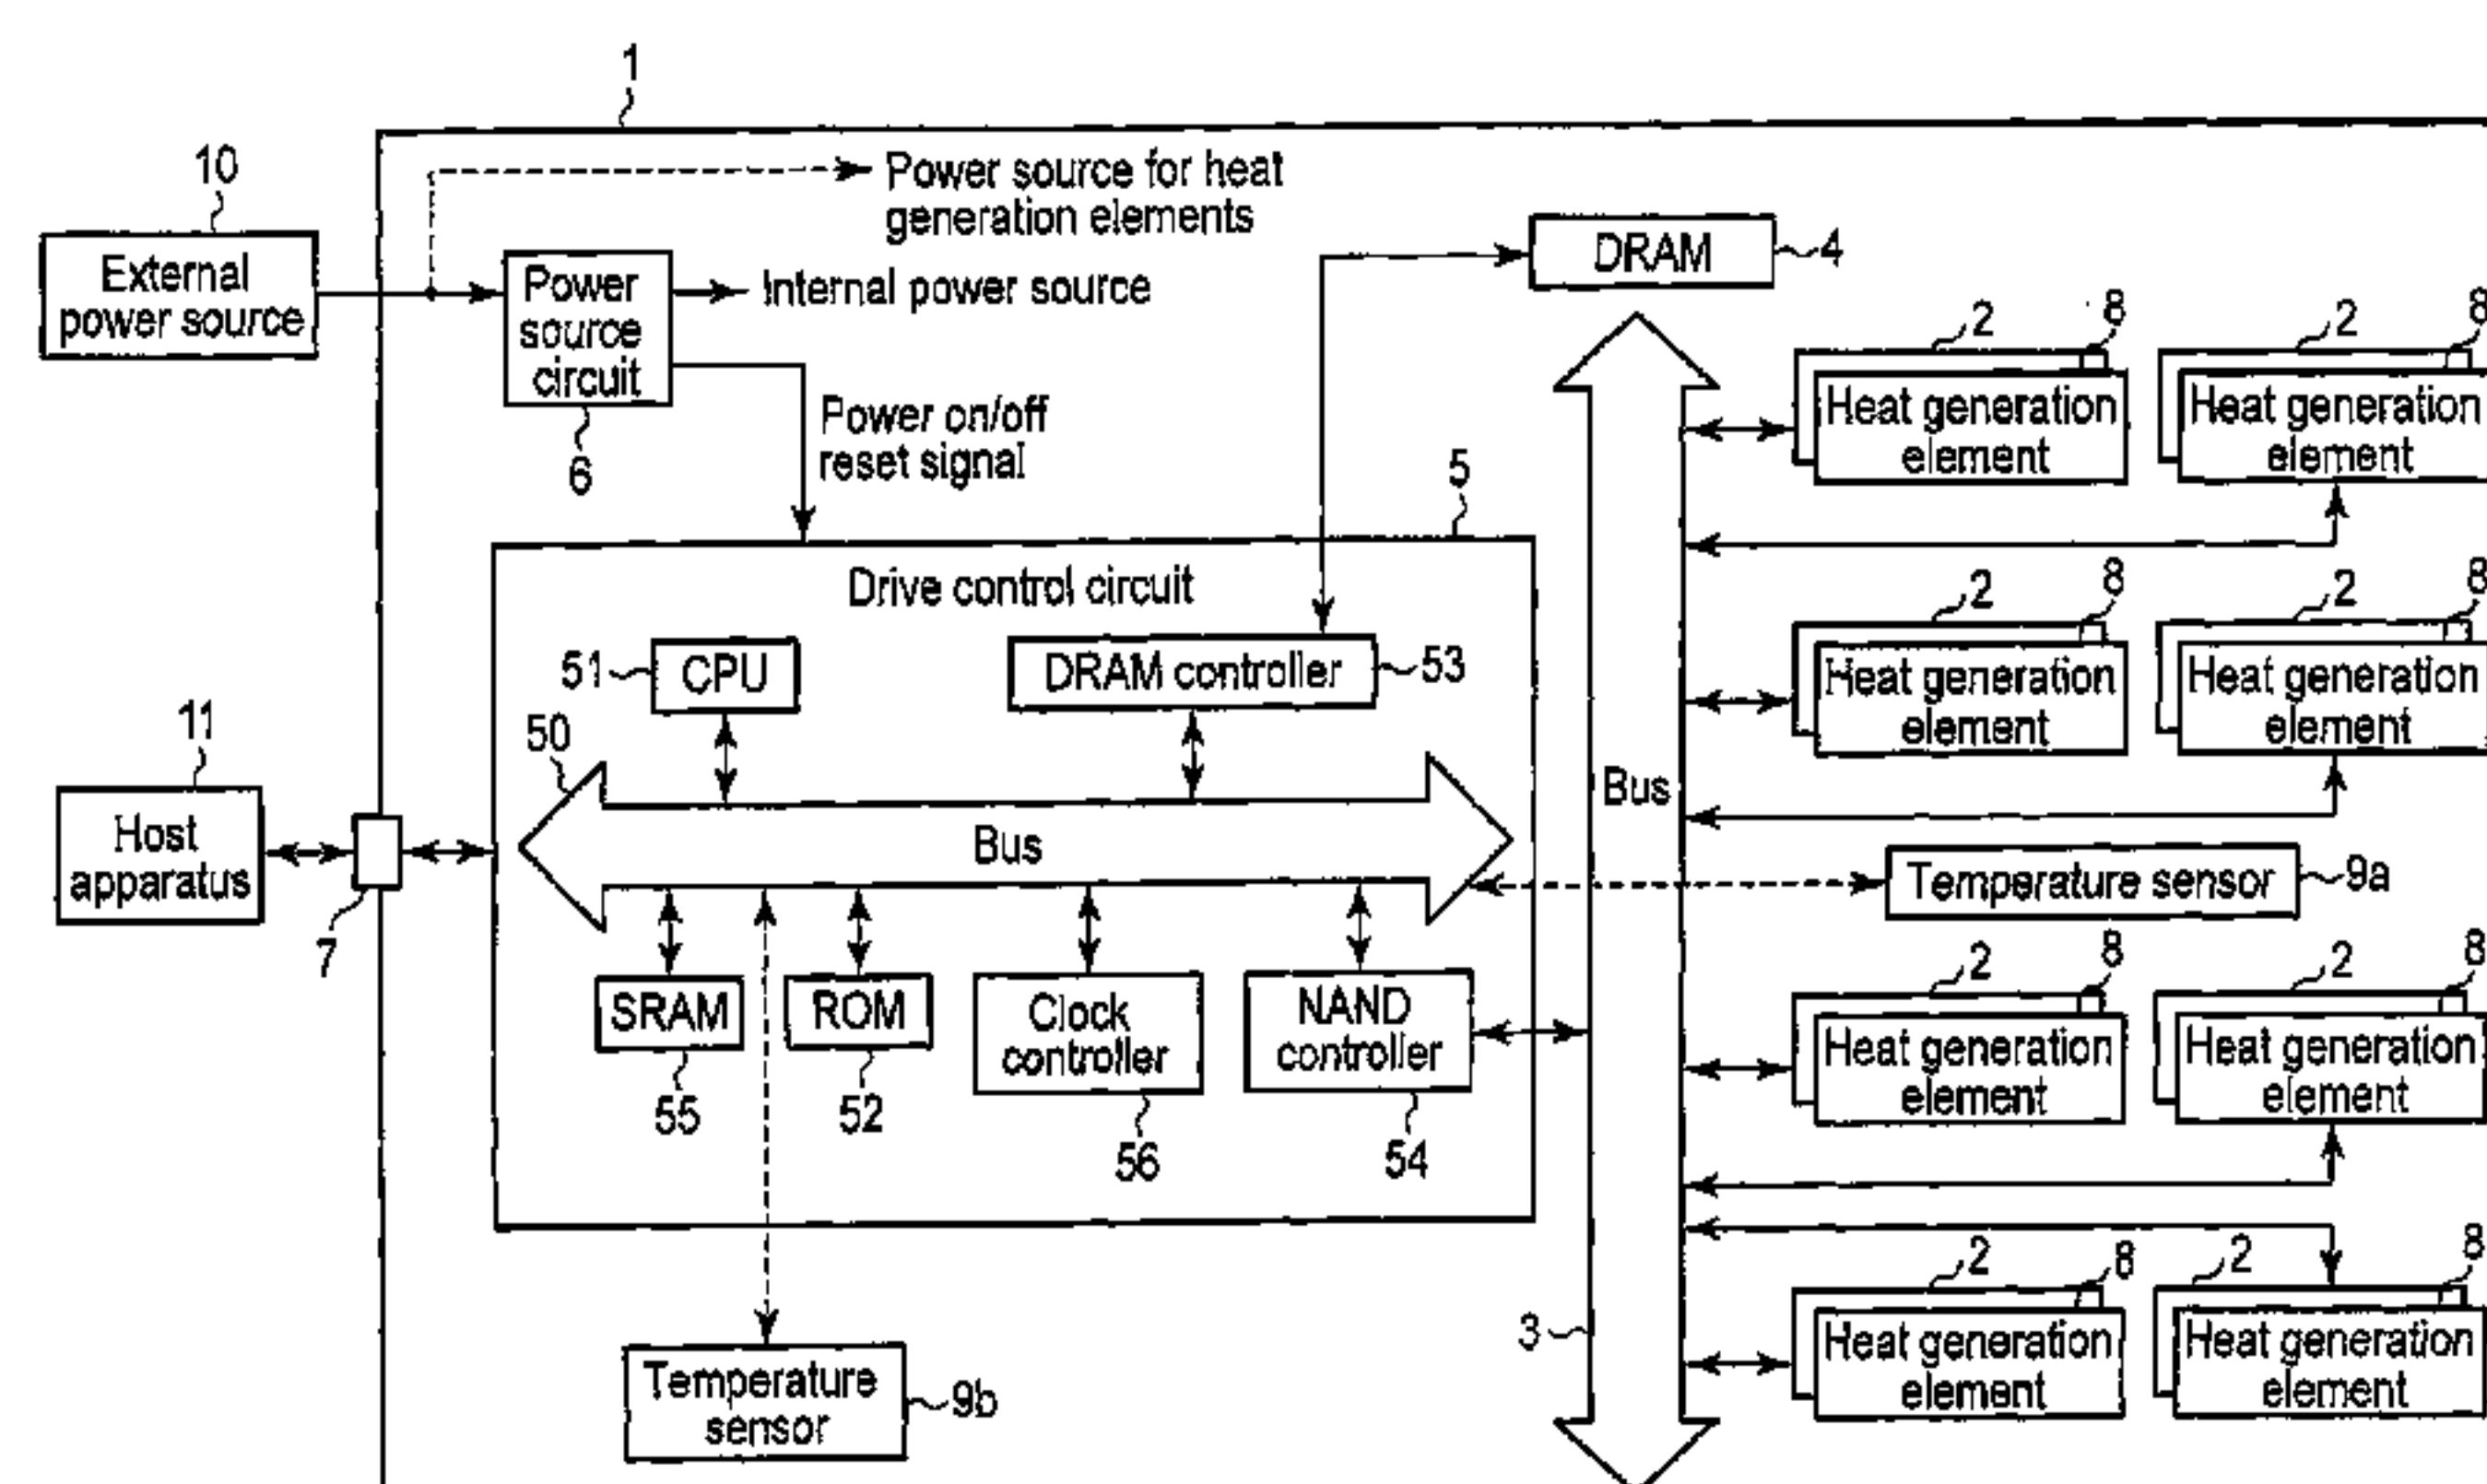 1
10
Power source for heat
generation elements
External
power source
Power
source
circuit
6
Internal power source
Power on/off
reset signal
DRAM
4
5
Drive control circuit
51
CPU
DRAM controller
53
50
Bus
11
Host
apparatus
7
SRAM
55
ROM
52
Clock
controller
56
NAND
controller
54
Temperature
sensor
9b
Bus
3
2
8
Heat generation
element
2
8
Heat generation
element
2
8
Heat generation
element
2
8
Heat generation
element
Temperature sensor
9a
2
8
Heat generation
element
2
8
Heat generation
element
2
8
Heat generation
element
2
8
Heat generation
element